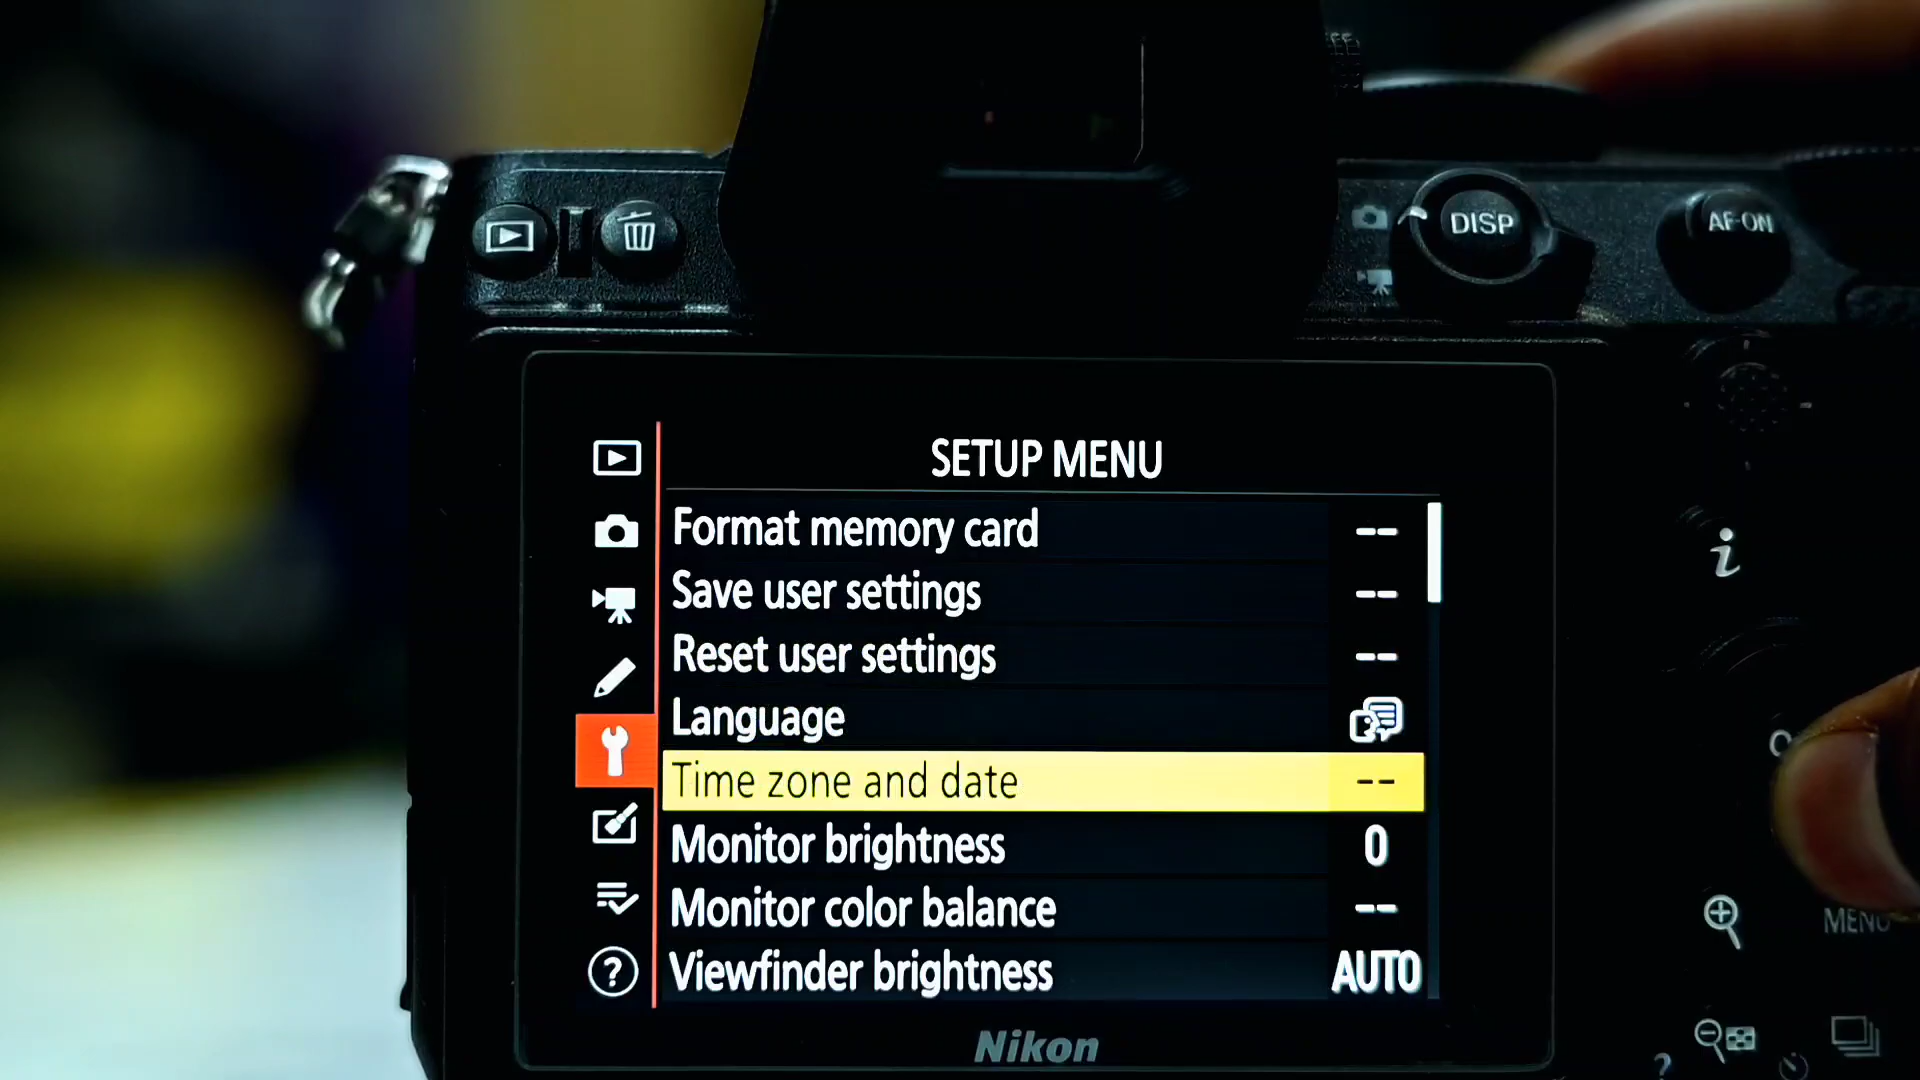 DISP
AF-ON
SETUP MENU
Format memory card --
Save user settings --
Reset user settings --
Language
Time zone and date --
Monitor brightness 0
Monitor color balance --
Viewfinder brightness AUTO
Nikon
i
MENU
?